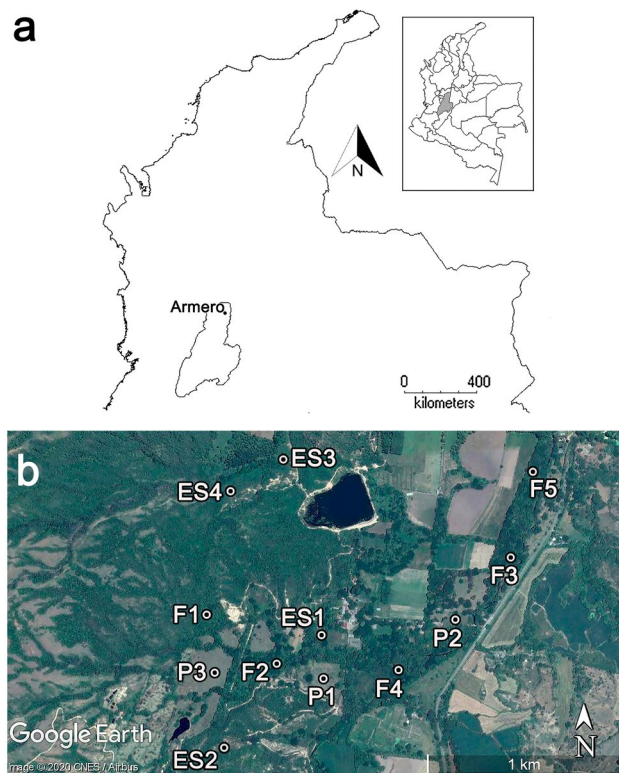 a
N
Armero
0 400
kilometers
b
ES3
ES4
F5
F3
F1
ES1
P2
P3
F2
P1
F4
Google Earth
N
ES2
1 km
mage © 2020 CNES / Airbus